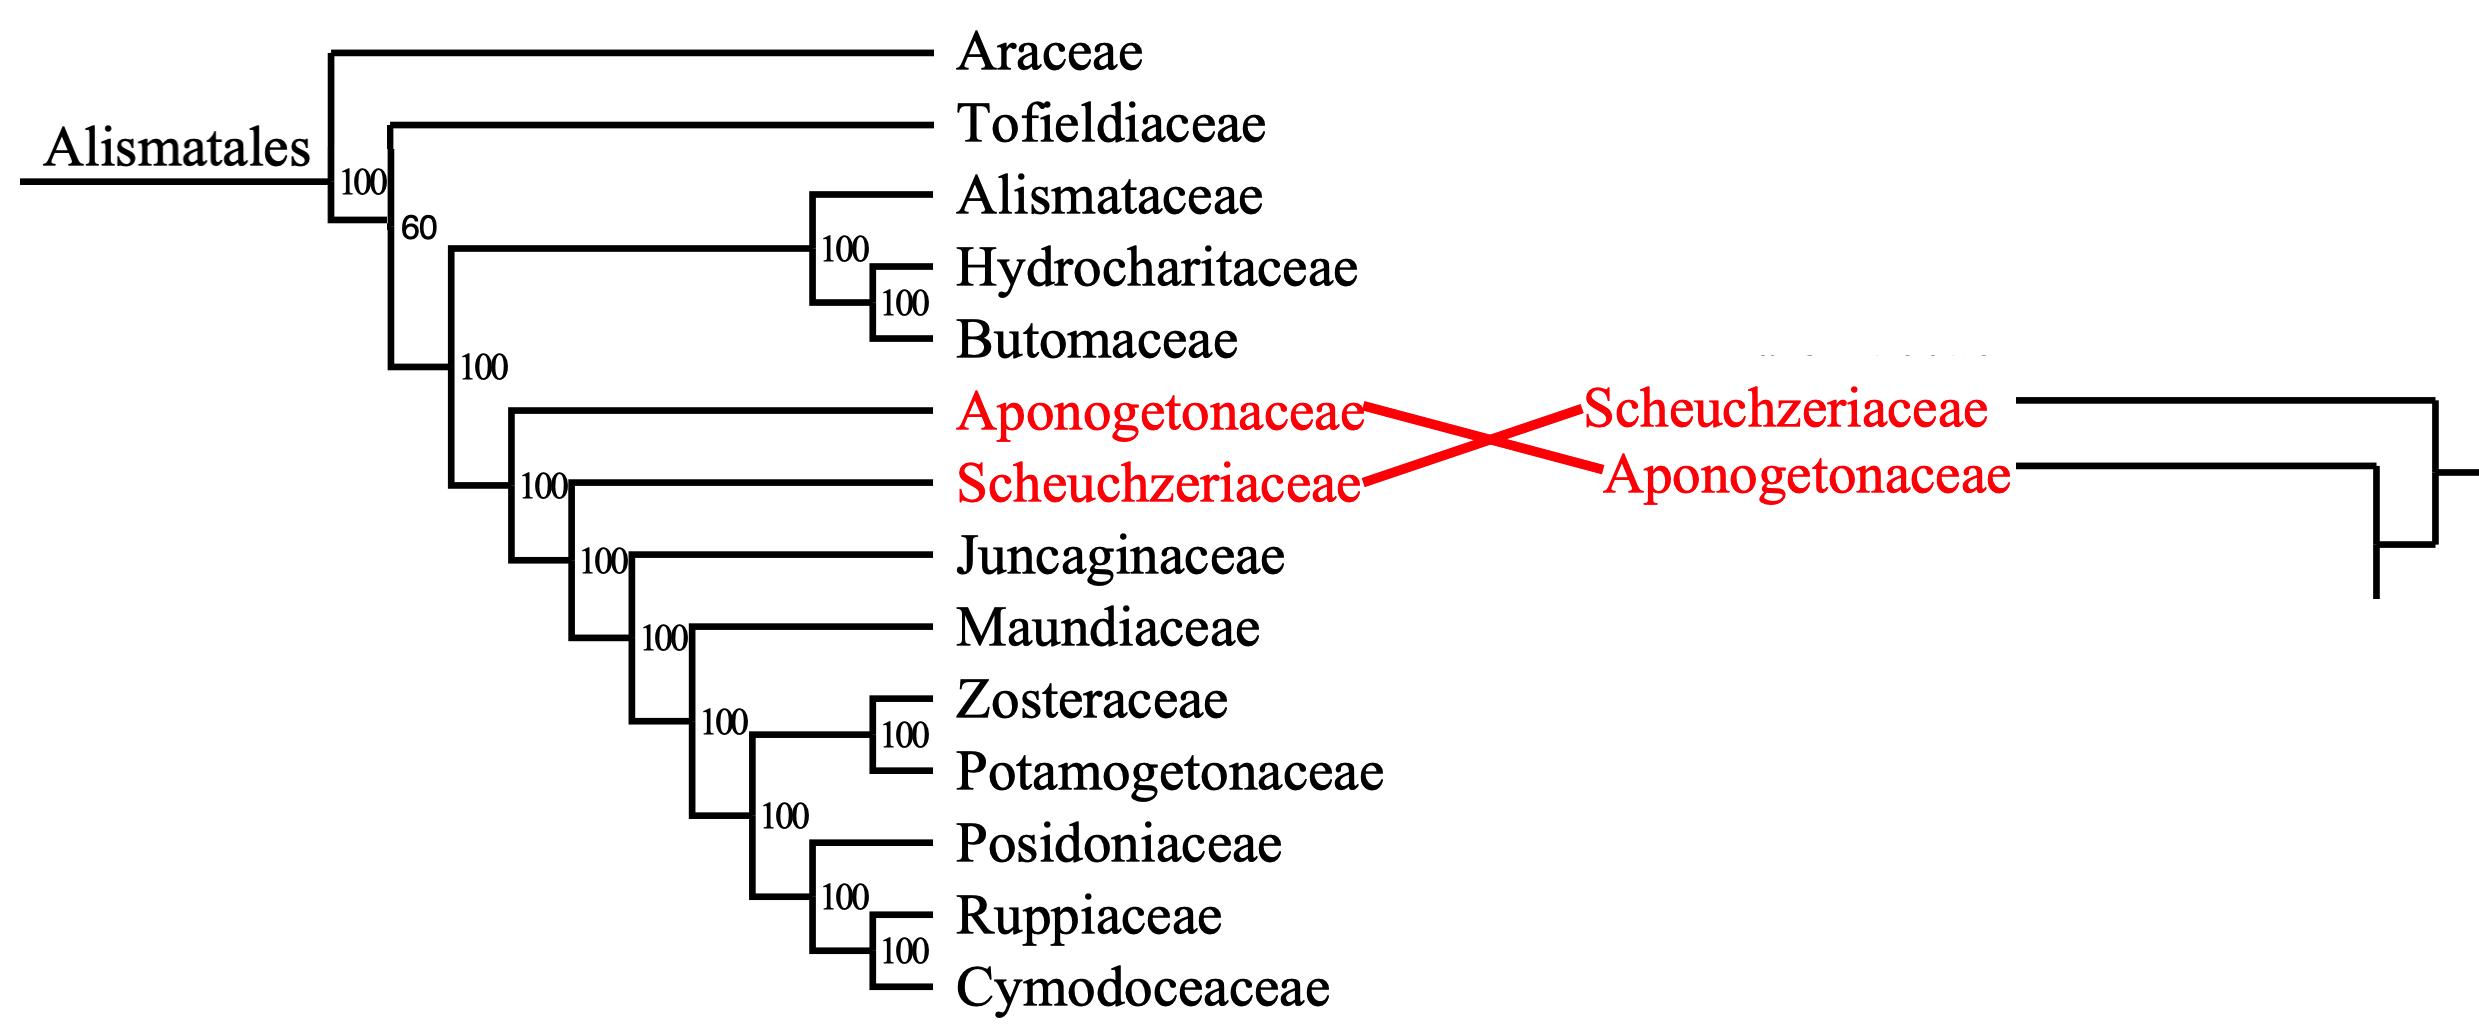 Araceae
Tofieldiaceae
Alismatales
100
Alismataceae
60
100
Hydrocharitaceae
100
Butomaceae
100
Aponogetonaceae
Scheuchzeriaceae
100
Scheuchzeriaceae
Aponogetonaceae
100
Juncaginaceae
100
Maundiaceae
100
Zosteraceae
100
Potamogetonaceae
100
Posidoniaceae
100
Ruppiaceae
100
Cymodoceaceae